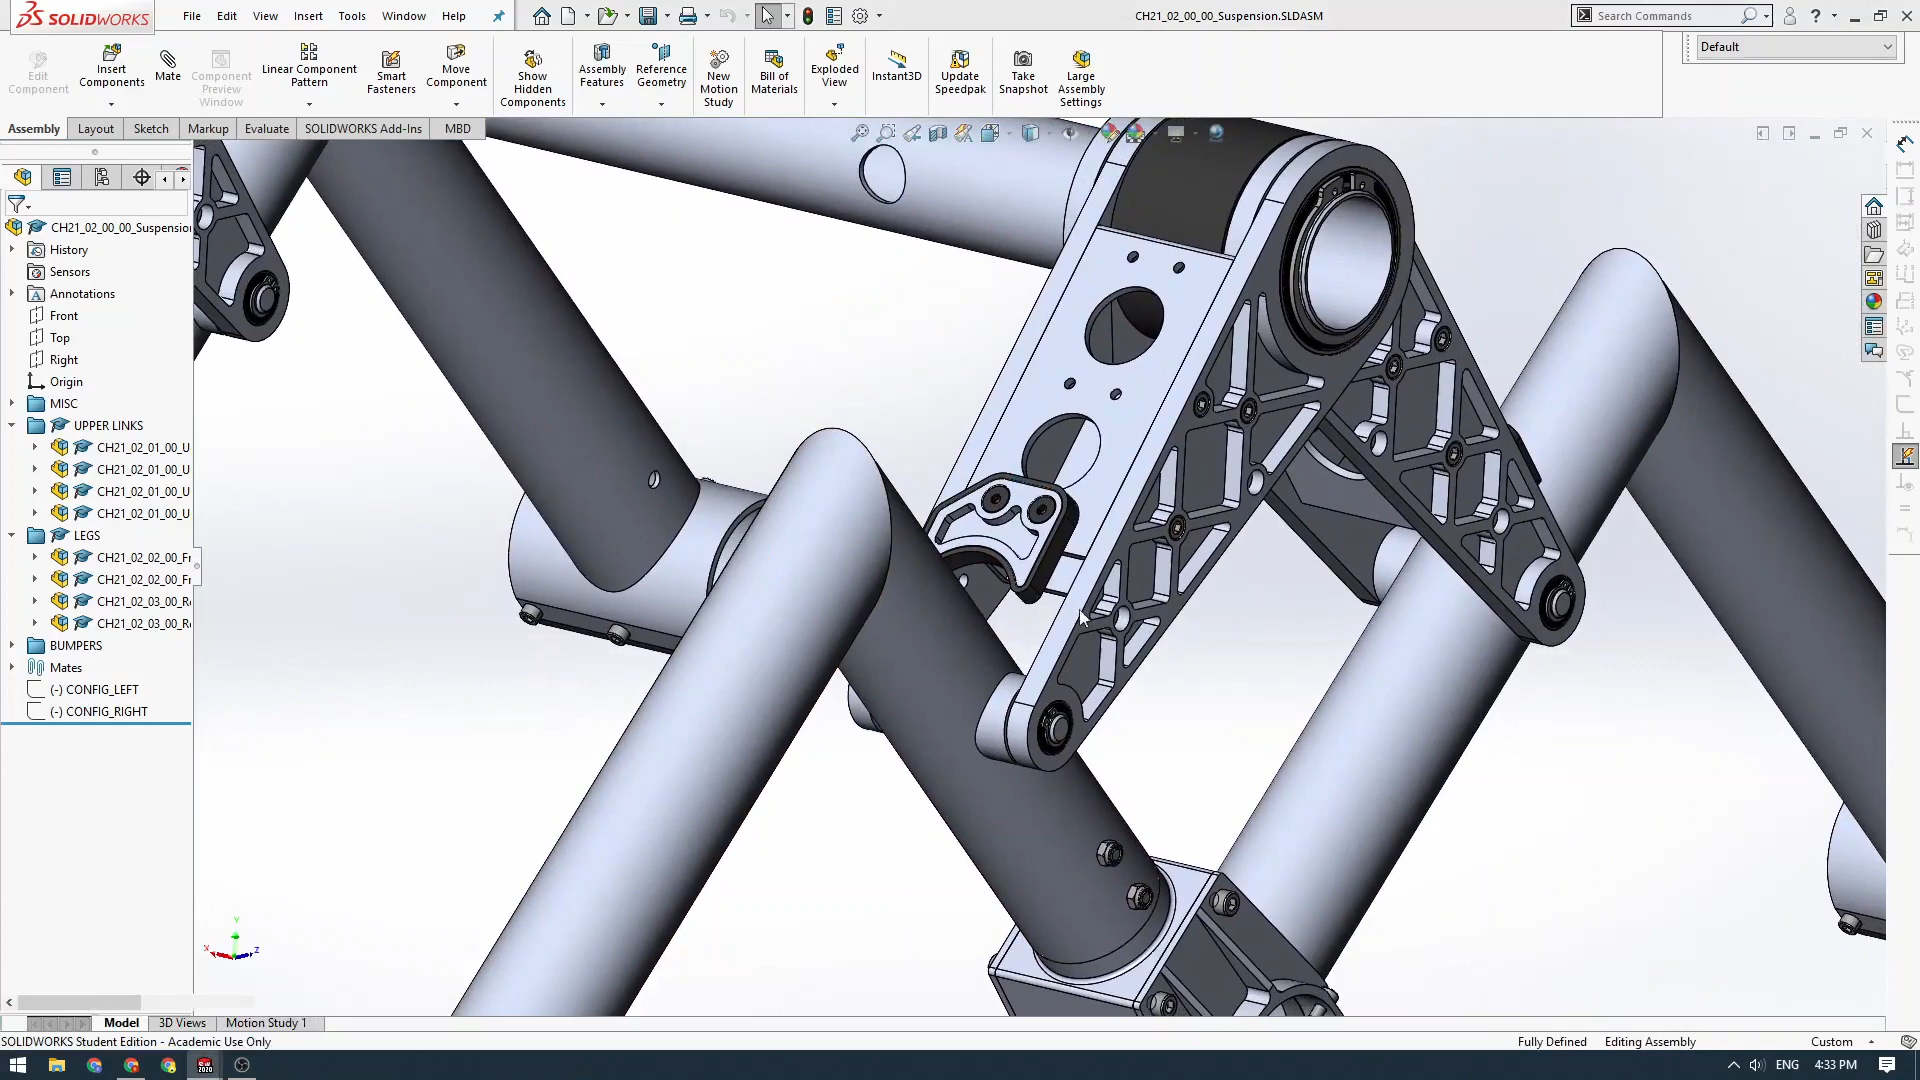 SOLIDWORKS
File Edit View Insert Tools Window Help
CH21_02_00_00_Suspension.SLDASM
Search Commands
Default
Edit Component
Insert Components
Mate
Component Preview Window
Linear Component Pattern
Smart Fasteners
Move Component
Show Hidden Components
Assembly Features
Reference Geometry
New Motion Study
Bill of Materials
Exploded View
Instant3D
Update Speedpak
Take Snapshot
Large Assembly Settings
Assembly Layout Sketch Markup Evaluate SOLIDWORKS Add-Ins MBD
CH21_02_00_00_Suspension
History
Sensors
Annotations
Front
Top
Right
Origin
MISC
UPPER LINKS
CH21_02_01_00_U
CH21_02_01_00_U
CH21_02_01_00_U
CH21_02_01_00_U
LEGS
CH21_02_02_00_Fr
CH21_02_02_00_Fr
CH21_02_03_00_Re
CH21_02_03_00_Re
BUMPERS
Mates
(-) CONFIG_LEFT
(-) CONFIG_RIGHT
Y
X
Z
Model 3D Views Motion Study 1
SOLIDWORKS Student Edition - Academic Use Only
Fully Defined Editing Assembly Custom
ENG 4:33 PM